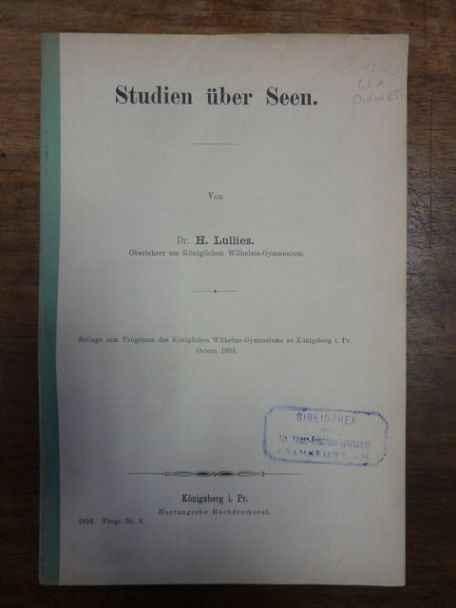 Studien über Seen.
Von
Dr. H. Lullies.
Oberlehrer am Königlichen Wilhelms-Gymnasium.
Beilage zum Programm des Königlichen Wilhelms-Gymnasiums zu Königsberg i. Pr.
Ostern 1894.
BIBLIOTHEK
FRANKFURT A/M
Königsberg i. Pr.
Hartungsche Buchdruckerei.
1894. Progr.-Nr. 8.